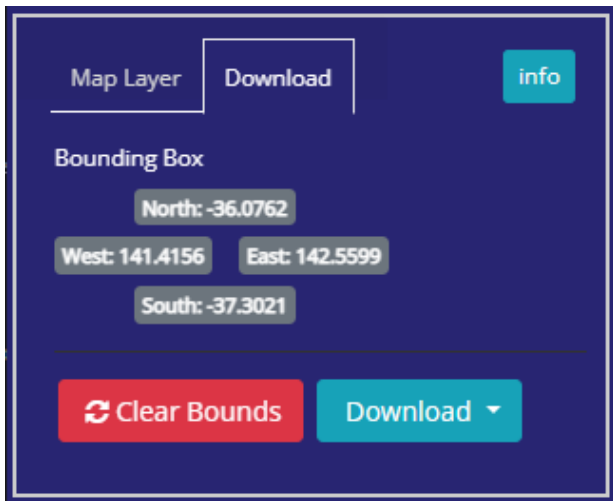 Map Layer Download info
Bounding Box
North: -36.0762
West: 141.4156 East: 142.5599
South: -37.3021
Clear Bounds Download